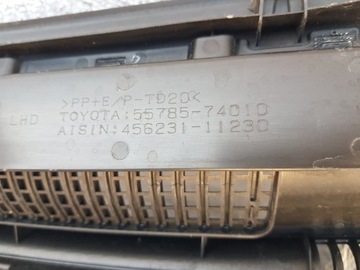 >PP+E/P-TD20<
LHD TOYOTA:55785-74010
AISIN:456231-11230